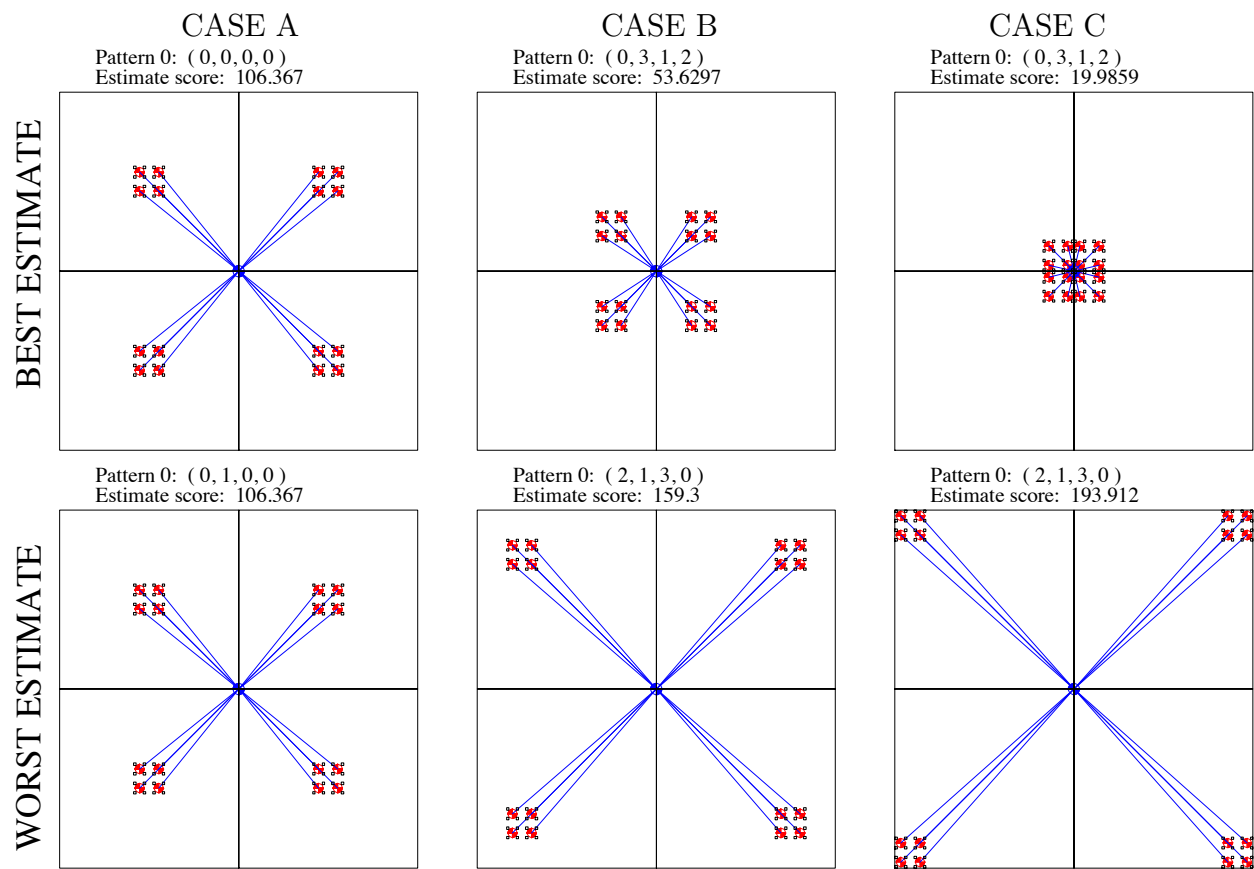 CASE A
CASE B
CASE C
Pattern 0: ( 0, 0, 0, 0 )
Estimate score: 106.367
Pattern 0: ( 0, 3, 1, 2 )
Estimate score: 53.6297
Pattern 0: ( 0, 3, 1, 2 )
Estimate score: 19.9859
BEST ESTIMATE
Pattern 0: ( 0, 1, 0, 0 )
Estimate score: 106.367
Pattern 0: ( 2, 1, 3, 0 )
Estimate score: 159.3
Pattern 0: ( 2, 1, 3, 0 )
Estimate score: 193.912
WORST ESTIMATE